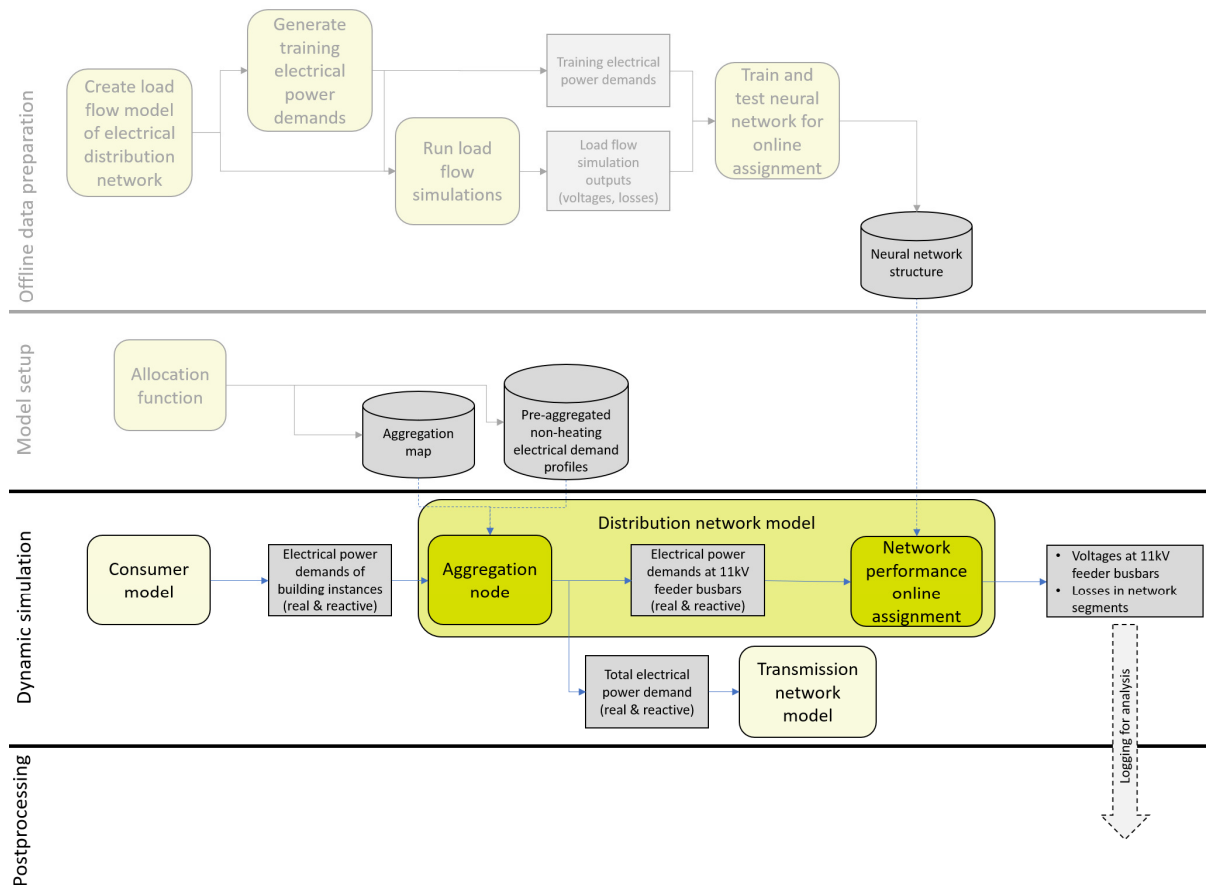 Offline data preparation
Create load
flow model
of electrical
distribution
network
Generate
training
electrical
power
demands
Run load
flow
simulations
Training electrical
power demands
Load flow
simulation
outputs
(voltages, losses)
Train and
test neural
network for
online
assignment
Neural network
structure
Model setup
Allocation
function
Aggregation
map
Pre-aggregated
non-heating
electrical demand
profiles
Dynamic simulation
Consumer
model
Electrical power
demands of
building instances
(real & reactive)
Distribution network model
Aggregation
node
Electrical power
demands at 11kV
feeder busbars
(real & reactive)
Network
performance
online
assignment
• Voltages at 11kV
feeder busbars
• Losses in network
segments
Total electrical
power demand
(real & reactive)
Transmission
network
model
Logging for analysis
Postprocessing